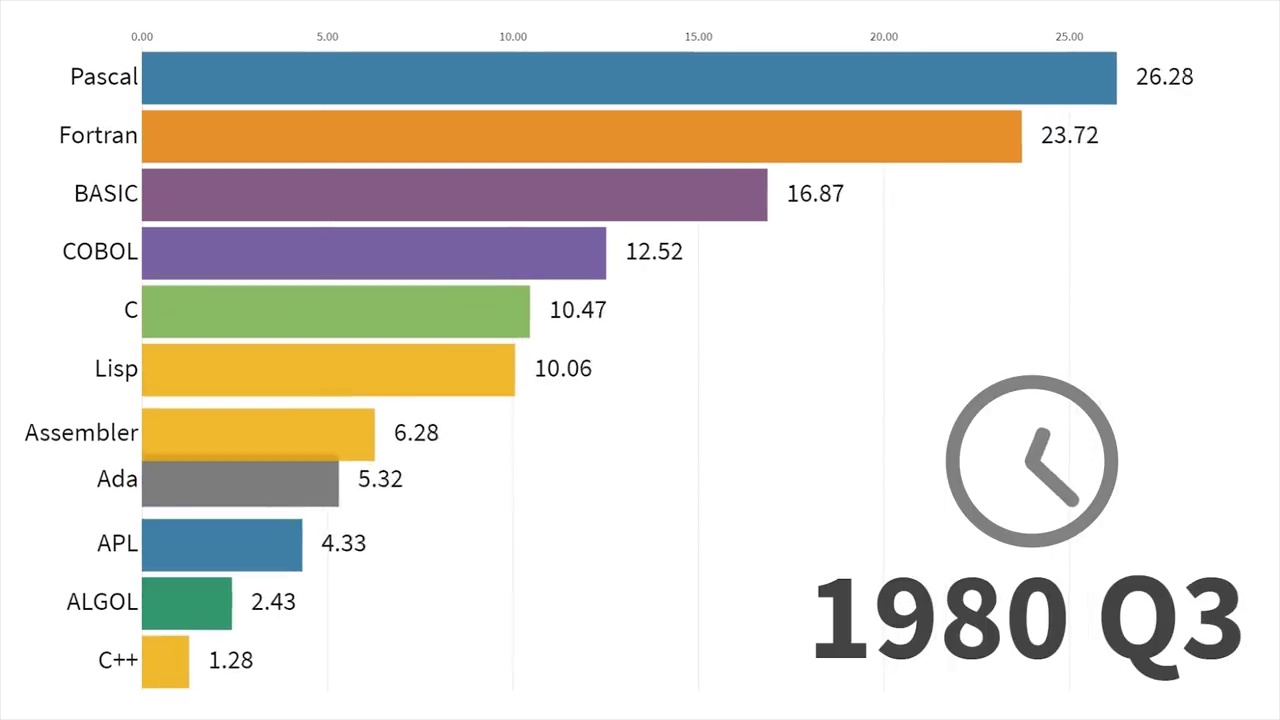 0.00 5.00 10.00 15.00 20.00 25.00
Pascal 26.28
Fortran 23.72
BASIC 16.87
COBOL 12.52
C 10.47
Lisp 10.06
Assembler 6.28
Ada 5.32
APL 4.33
ALGOL 2.43
C++ 1.28
1980 Q3